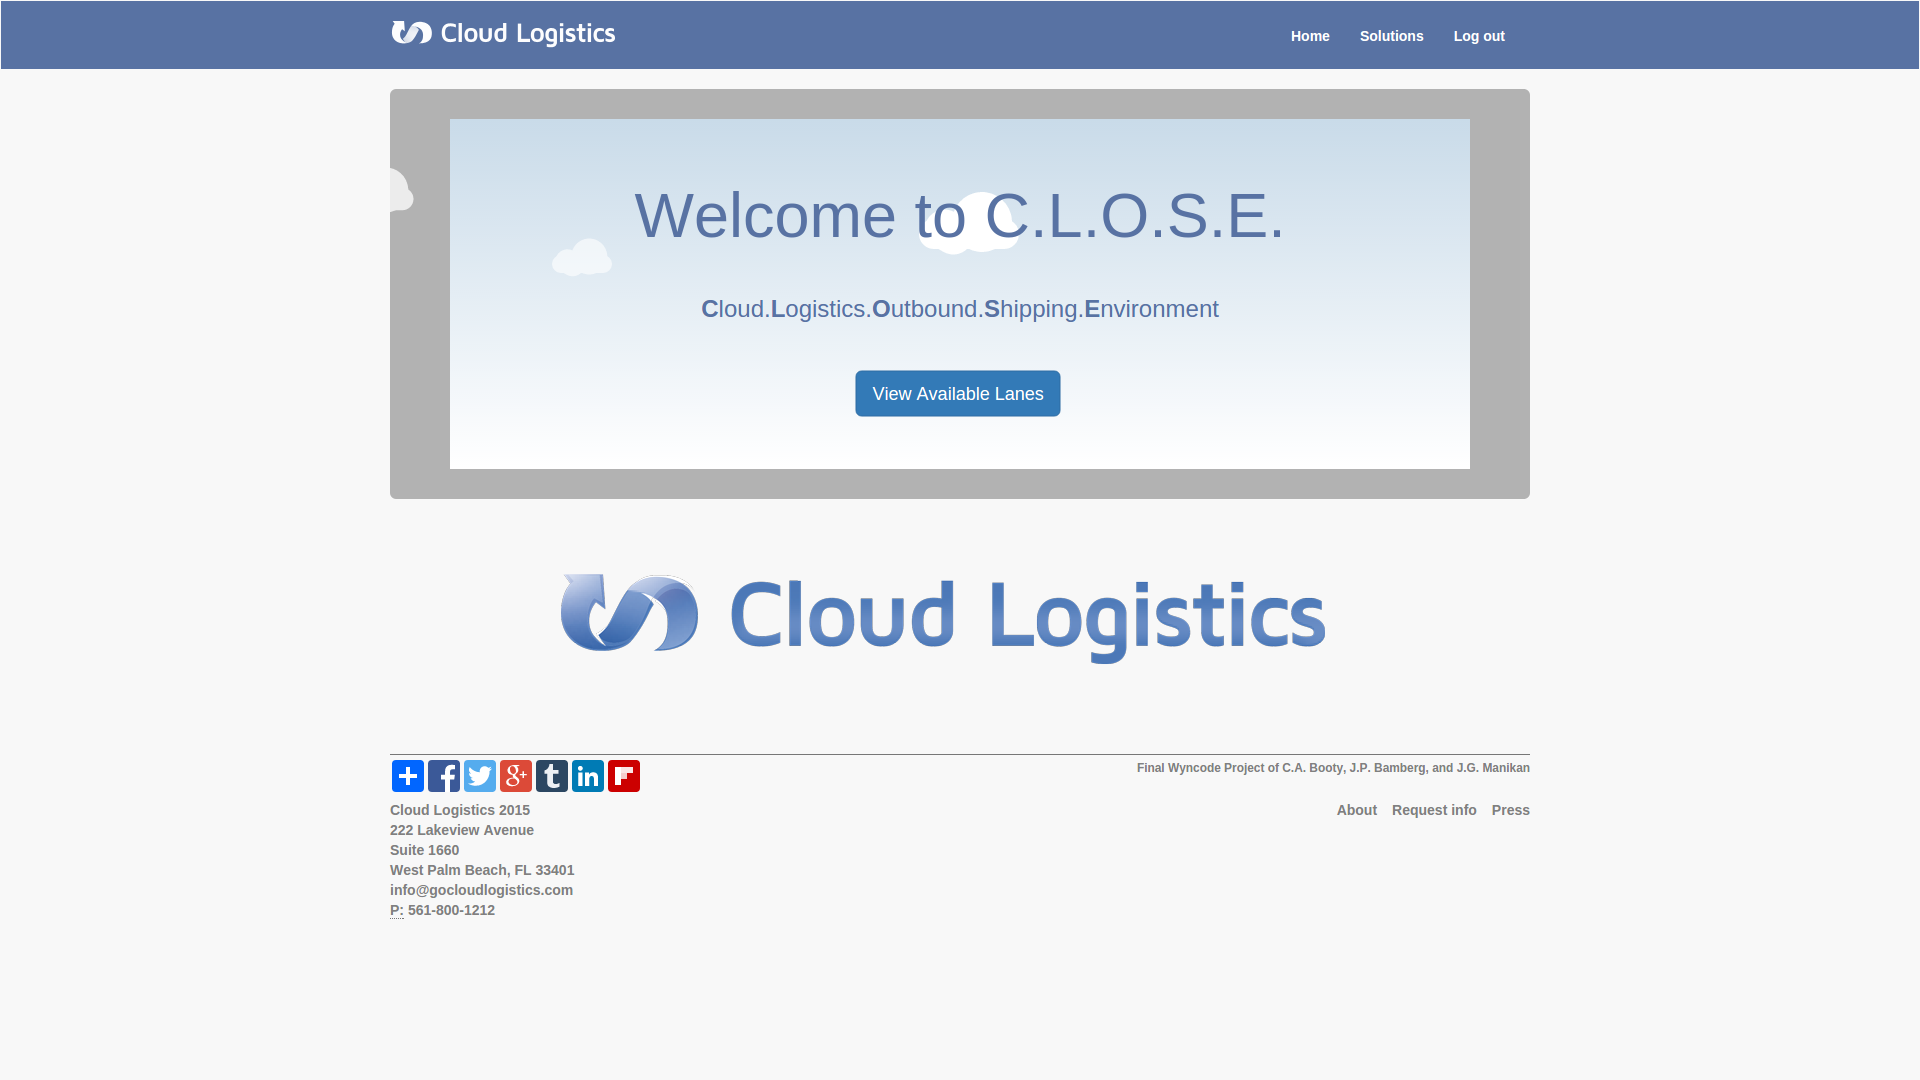 Cloud Logistics
Home Solutions Log out
Welcome to C.L.O.S.E.
Cloud.Logistics.Outbound.Shipping.Environment
View Available Lanes
Cloud Logistics
Final Wyncode Project of C.A. Booty, J.P. Bamberg, and J.G. Manikan
Cloud Logistics 2015
222 Lakeview Avenue
Suite 1660
West Palm Beach, FL 33401
info@gocloudlogistics.com
P: 561-800-1212
About Request info Press